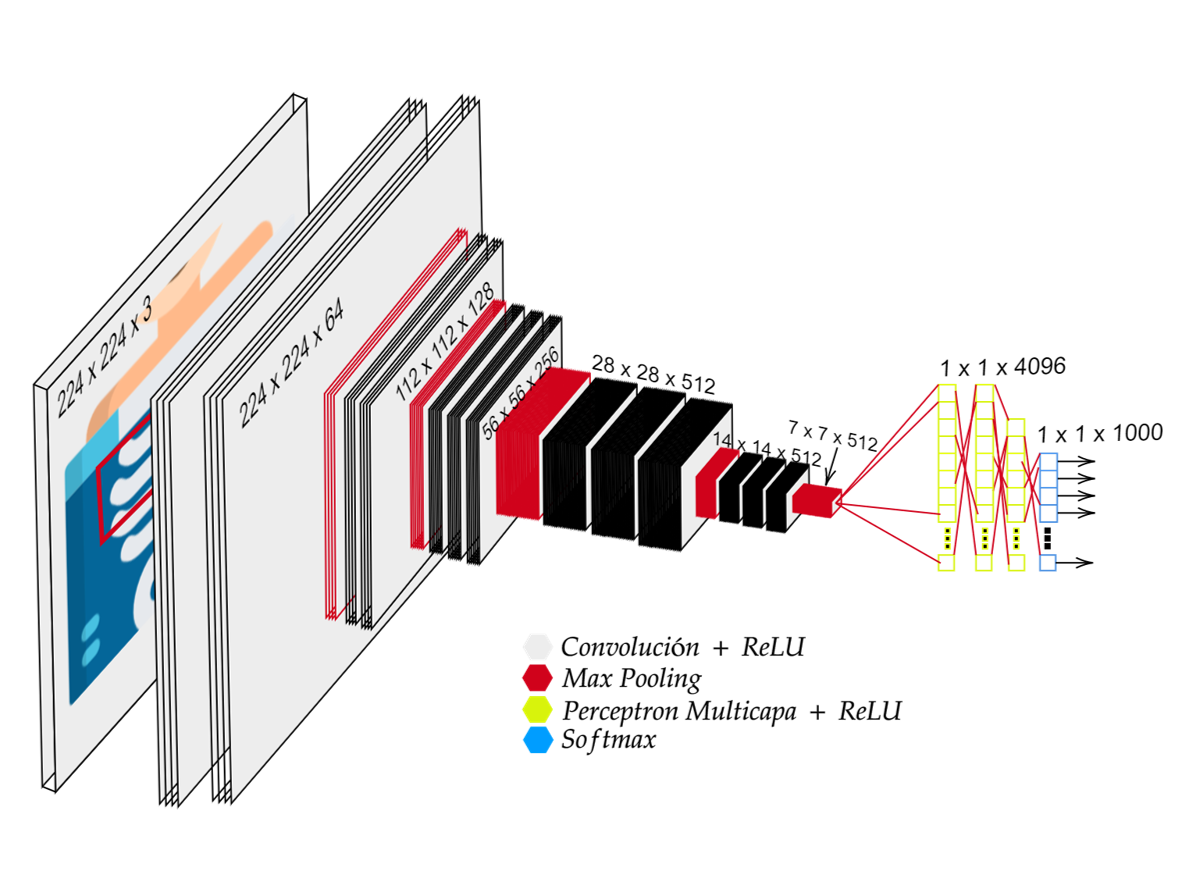 224 x 224 x 3
224 x 224 x 64
112 x 112 x 128
56 x 56 x 256
28 x 28 x 512
14 x 14 x 512
7 x 7 x 512
1 x 1 x 4096
1 x 1 x 1000
Convolución + ReLU
Max Pooling
Perceptron Multicapa + ReLU
Softmax